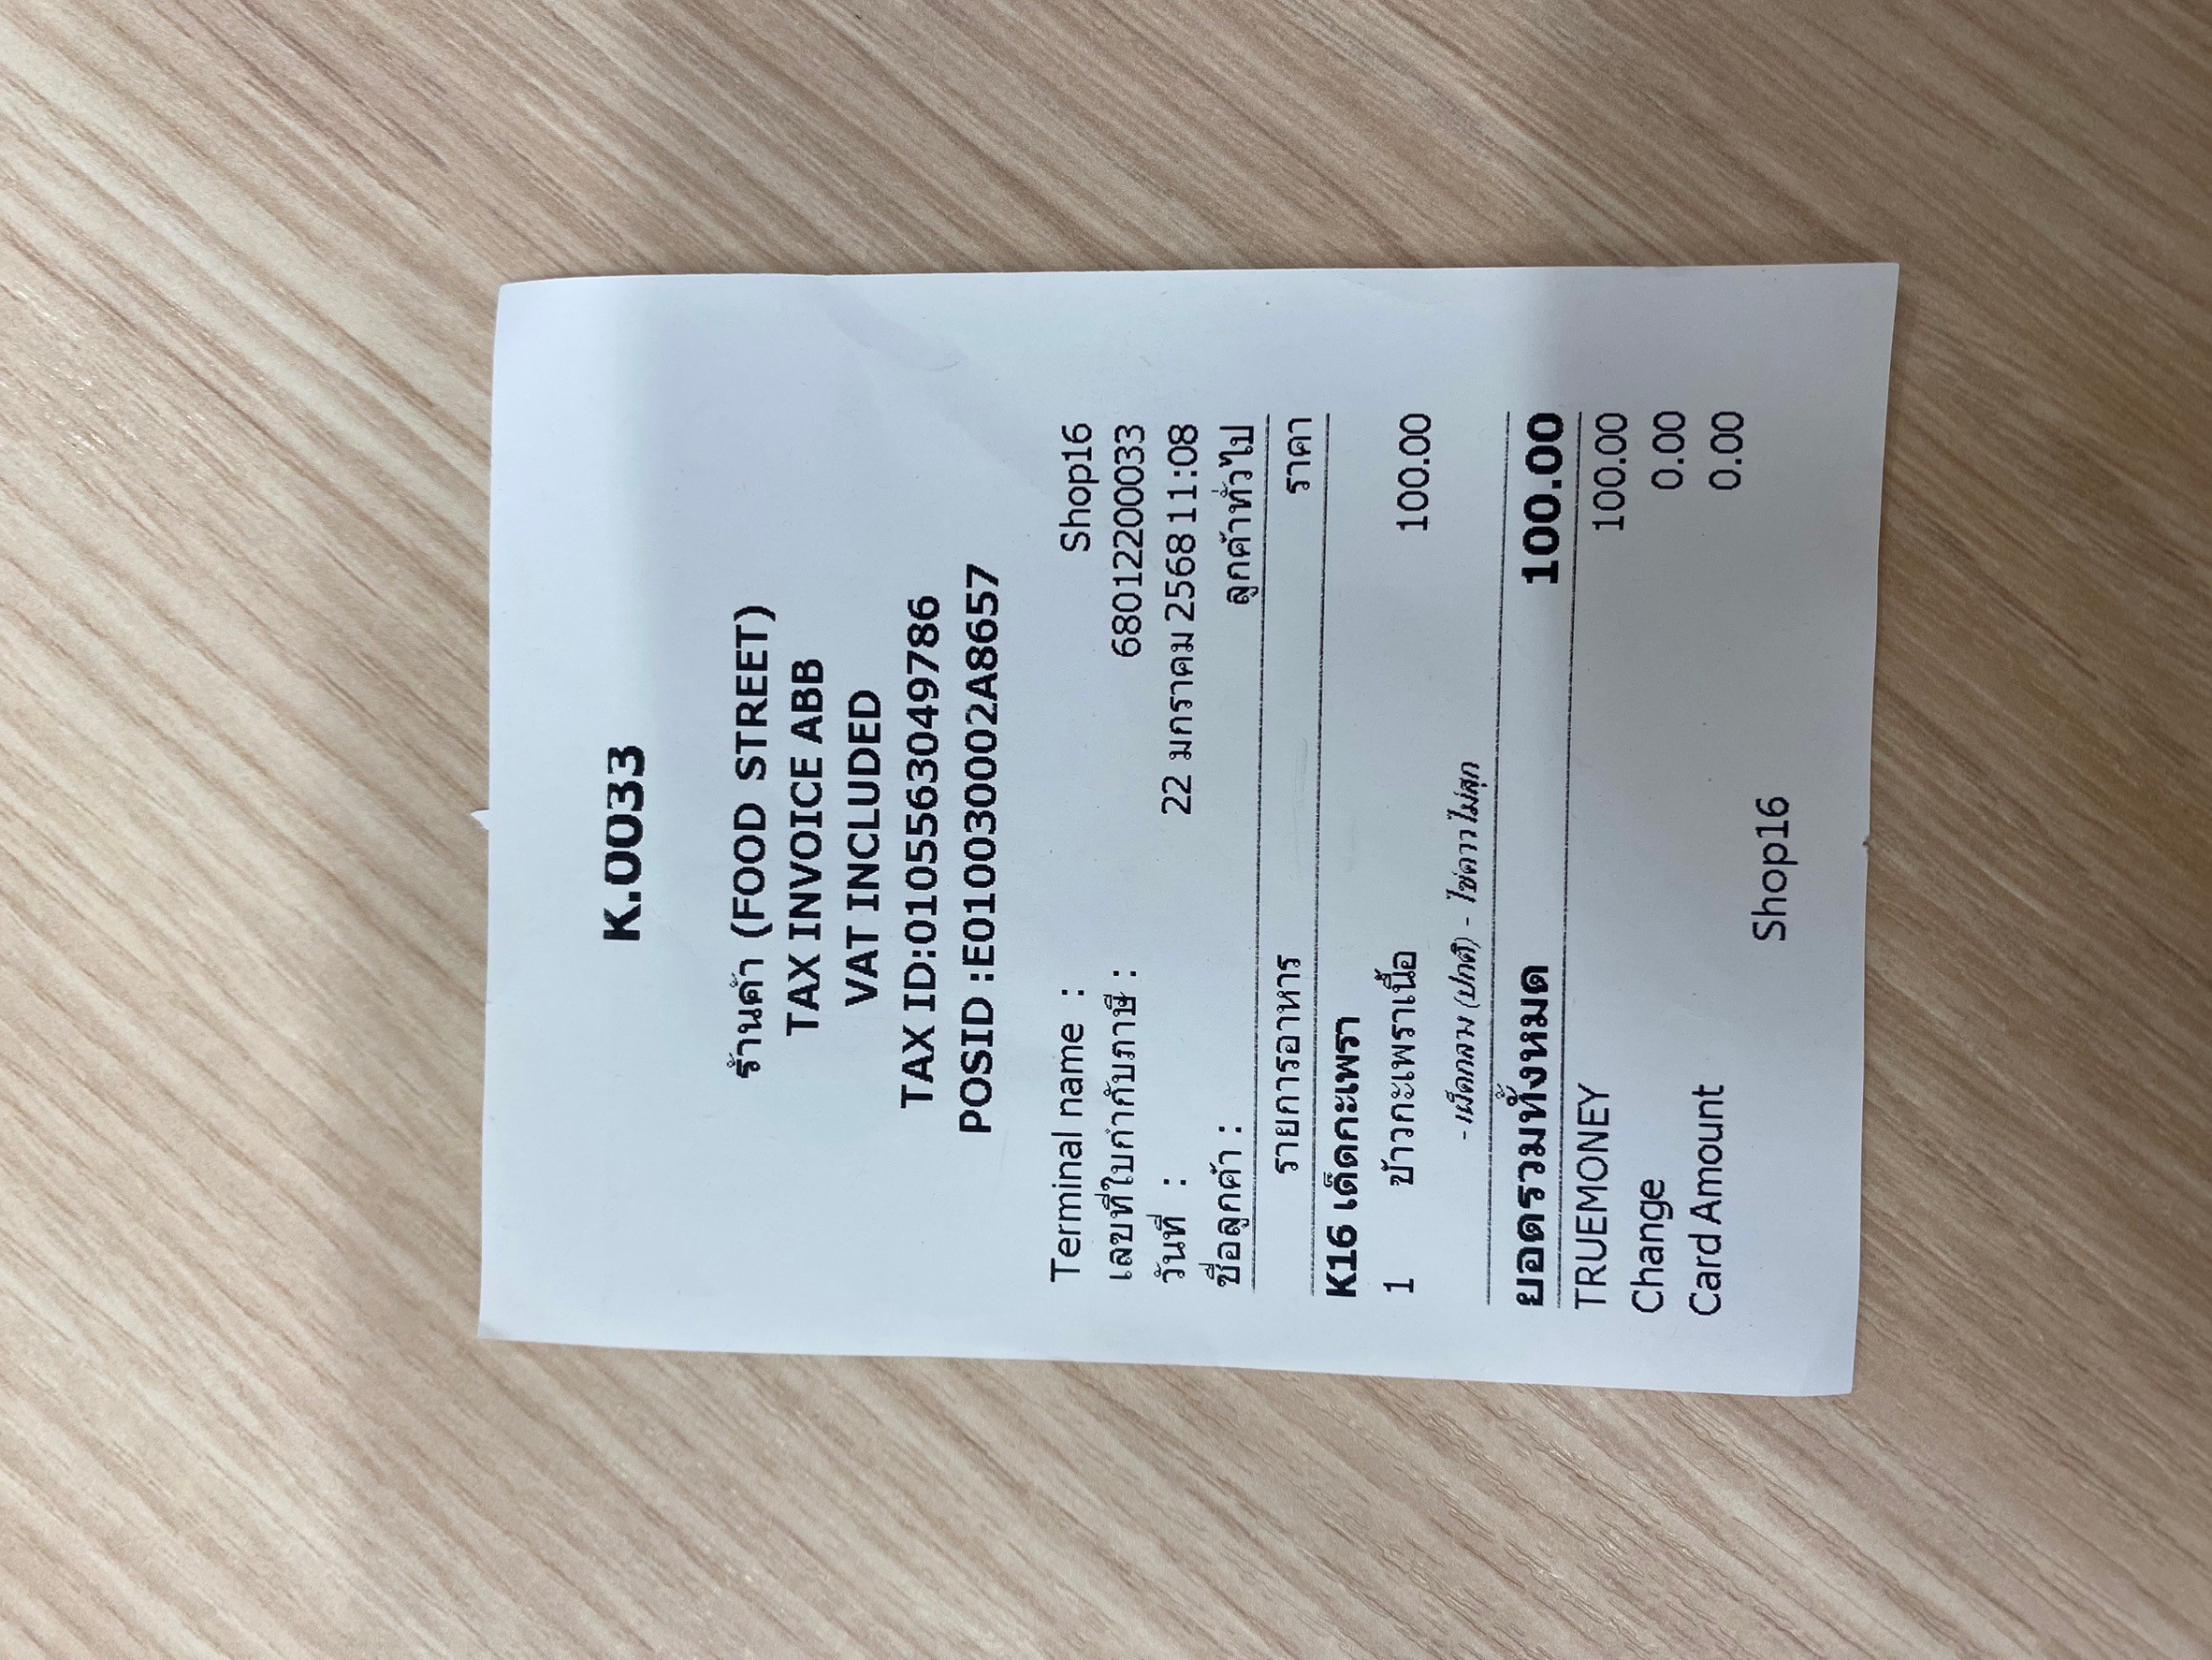 K.0033
ร้านค้า (FOOD STREET)
TAX INVOICE ABB
VAT INCLUDED
TAX ID:0105563049786
POSID :E010030002A8657
Terminal name : Shop16
เลขที่ใบกำกับภาษี : 68012200033
วันที่ : 22 มกราคม 2568 11:08
ชื่อลูกค้า : ลูกค้าทั่วไป
รายการอาหาร ราคา
K16 เด็ดกะเพรา
1 ข้าวกะเพราเนื้อ 100.00
- เผ็ดกลาง (ปกติ) - ไข่ดาวไม่สุก
ยอดรวมทั้งหมด 100.00
TRUEMONEY 100.00
Change 0.00
Card Amount 0.00
Shop16